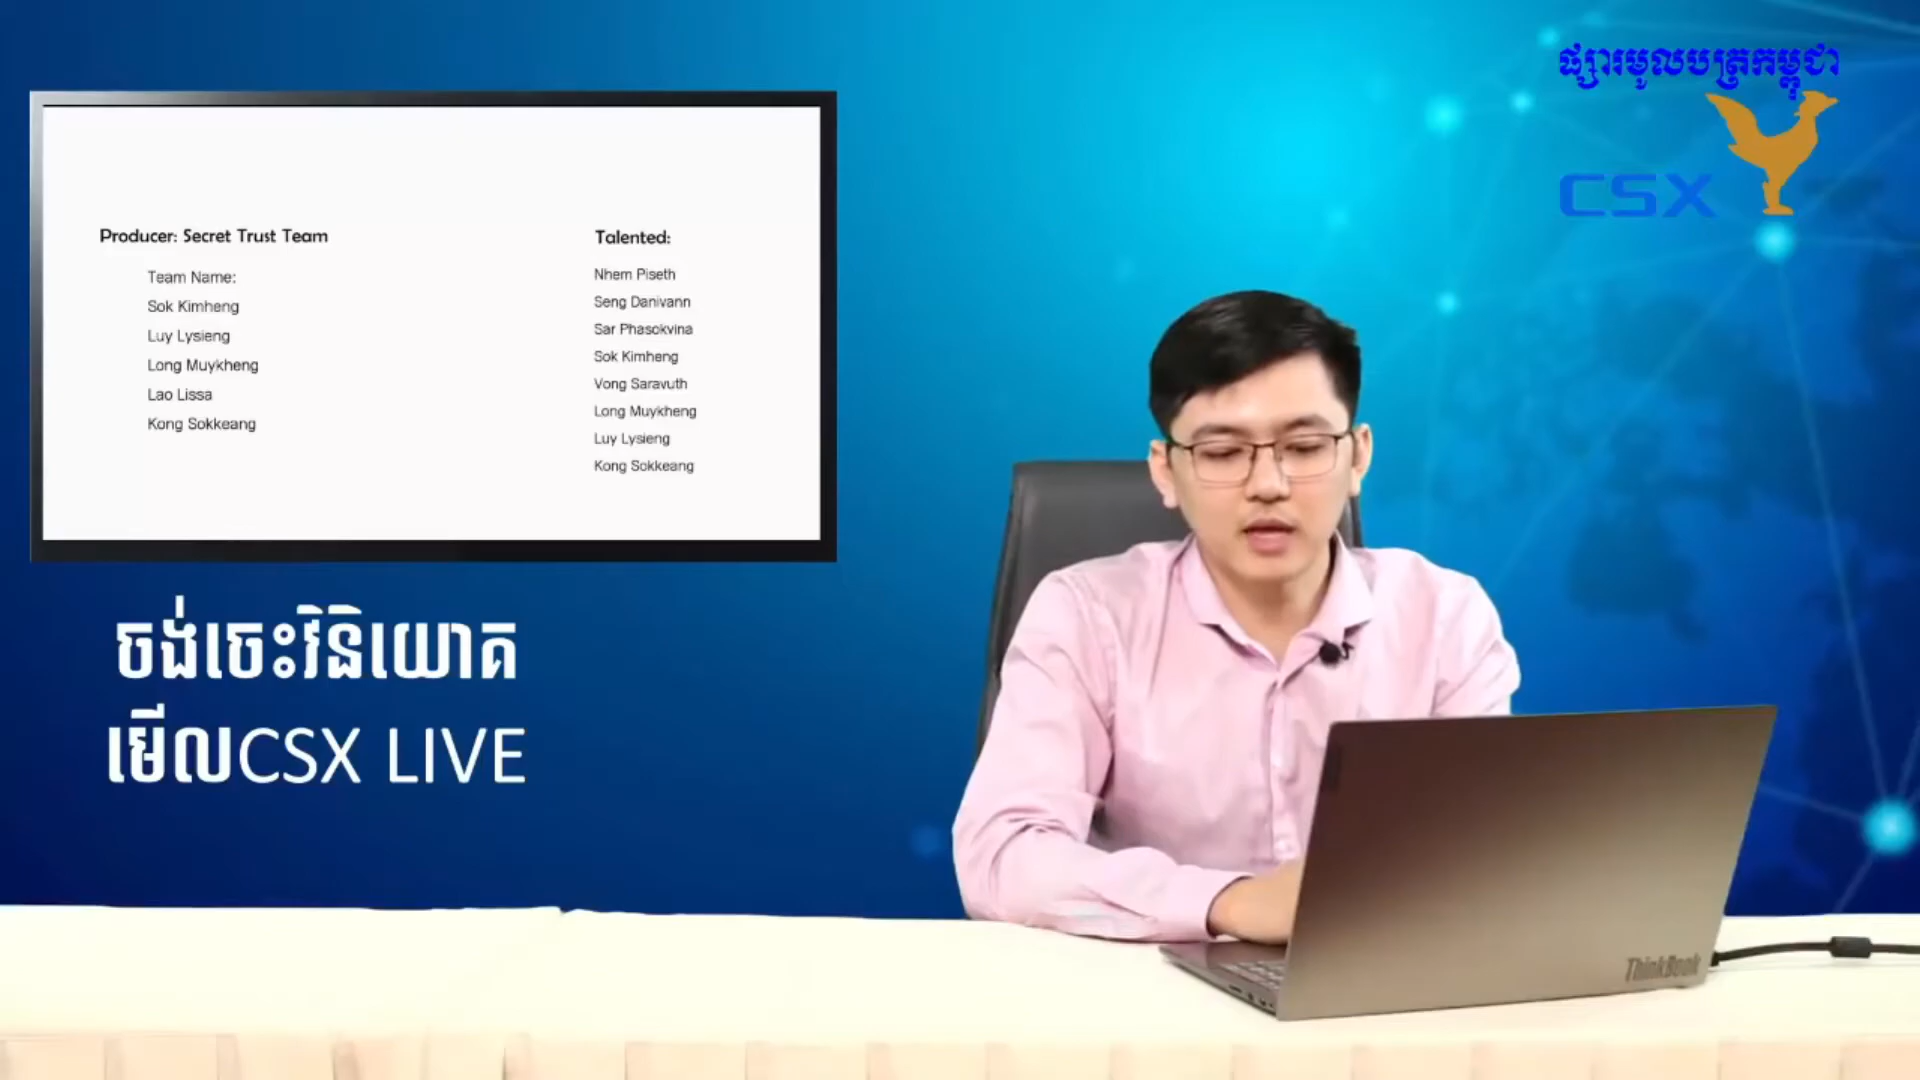 ផ្សារមូលបត្រកម្ពុជា
CSX
Producer: Secret Trust Team
Team Name:
Sok Kimheng
Luy Lysieng
Long Muykheng
Lao Lissa
Kong Sokkeang
Talented:
Nhem Piseth
Seng Danivann
Sar Phasokvina
Sok Kimheng
Vong Saravuth
Long Muykheng
Luy Lysieng
Kong Sokkeang
ចង់ចេះវិនិយោគ
មើលCSX LIVE
ThinkBook